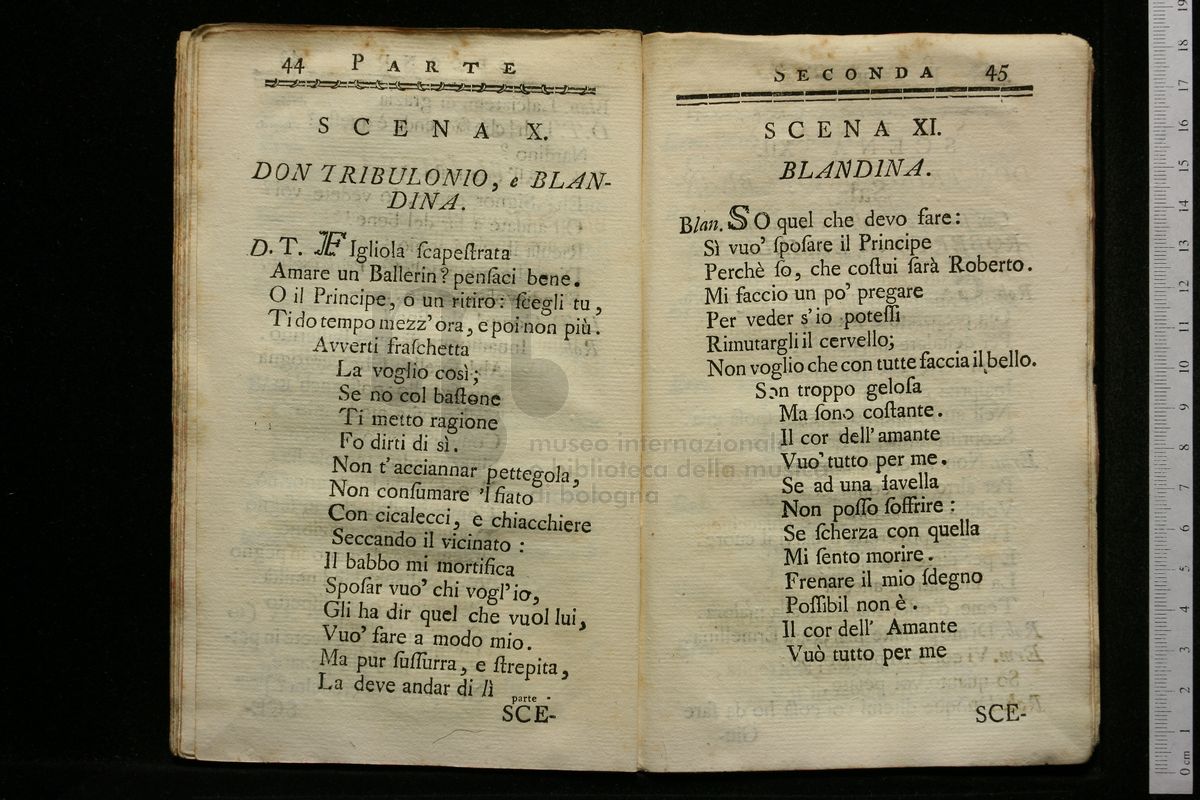 44 PARTE
SCENA X.
DON TRIBULONIO, e BLAN-
DINA.
D. T. FIgliola ſcapeſtrata
Amare un' Ballerin? penſaci bene.
O il Principe, o un ritiro: ſcegli tu,
Ti do tempo mezz' ora, e poi non più.
Avverti fraſchetta
La voglio così;
Se no col baſtone
Ti metto ragione
Fo dirti di sì.
Non t' acciannar pettegola,
Non conſumare 'l fiato
Con cicalecci, e chiacchiere
Seccando il vicinato:
Il babbo mi mortifica
Spoſar vuo' chi vogl' io,
Gli ha dir quel che vuol lui,
Vuo' fare a modo mio.
Ma pur ſuſſurra, e ſtrepita,
La deve andar di lì
parte.
SCE-
SECONDA 45
SCENA XI.
BLANDINA.
Blan. SO quel che devo fare:
Sì vuo' ſpoſare il Principe
Perchè ſo, che coſtui ſarà Roberto.
Mi faccio un po' pregare
Per veder s' io poteſſi
Rimutargli il cervello;
Non voglio che con tutte faccia il bello.
Son troppo geloſa
Ma ſono coſtante.
Il cor dell' amante
Vuo' tutto per me.
Se ad una favella
Non poſſo ſoffrire:
Se ſcherza con quella
Mi ſento morire.
Frenare il mio ſdegno
Poſſibil non è.
Il cor dell' Amante
Vuò tutto per me
SCE-
museo internazionale
e biblioteca della musica
di bologna